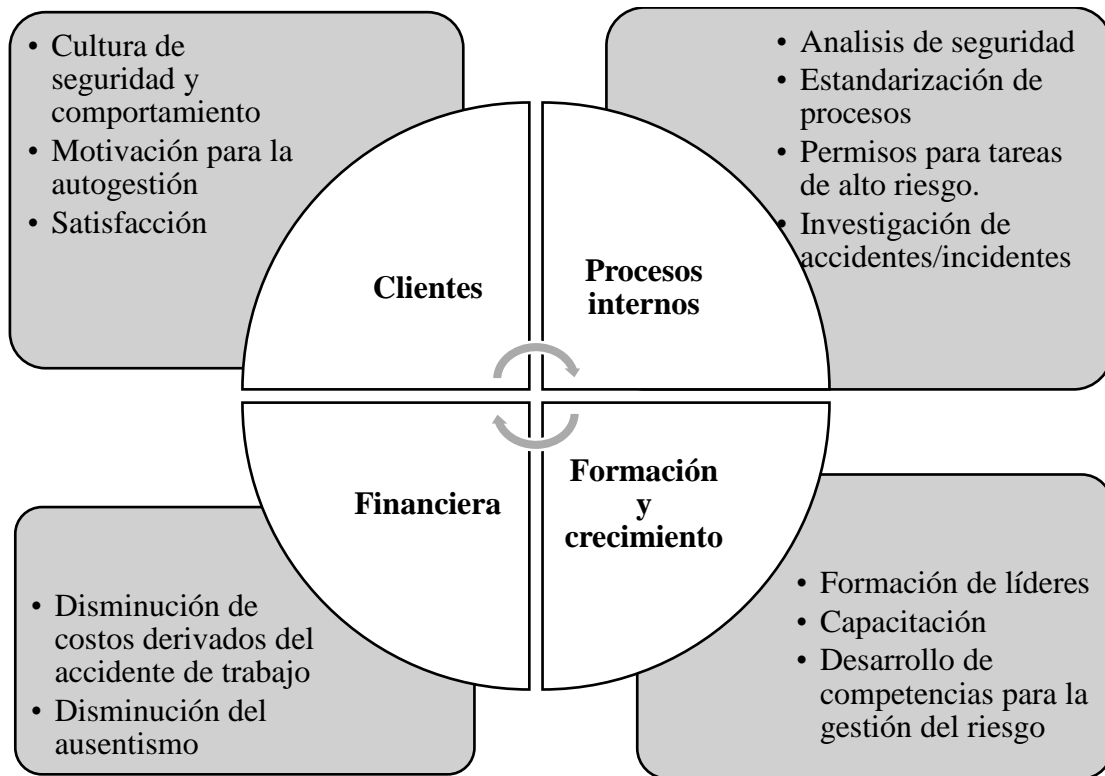 • Cultura de
seguridad y
comportamiento
• Motivación para la
autogestión
• Satisfacción
• Analisis de seguridad
• Estandarización de
procesos
• Permisos para tareas
de alto riesgo.
• Investigación de
accidentes/incidentes
Clientes
Procesos
internos
Financiera
Formación
y
crecimiento
• Disminución de
costos derivados del
accidente de trabajo
• Disminución del
ausentismo
• Formación de líderes
• Capacitación
• Desarrollo de
competencias para la
gestión del riesgo